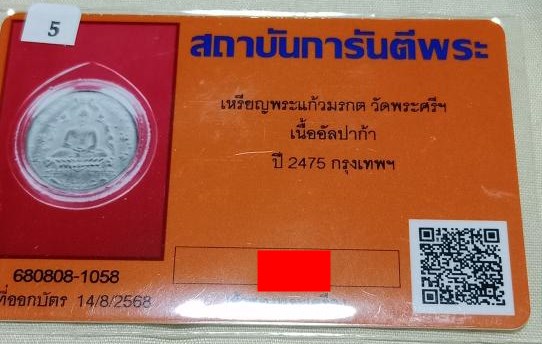 5
สถาบันการันตีพระ
เหรียญพระแก้วมรกต วัดพระศรีฯ
เนื้ออัลปาก้า
ปี 2475 กรุงเทพฯ
680808-1058
ที่ออกบัตร 14/8/2568